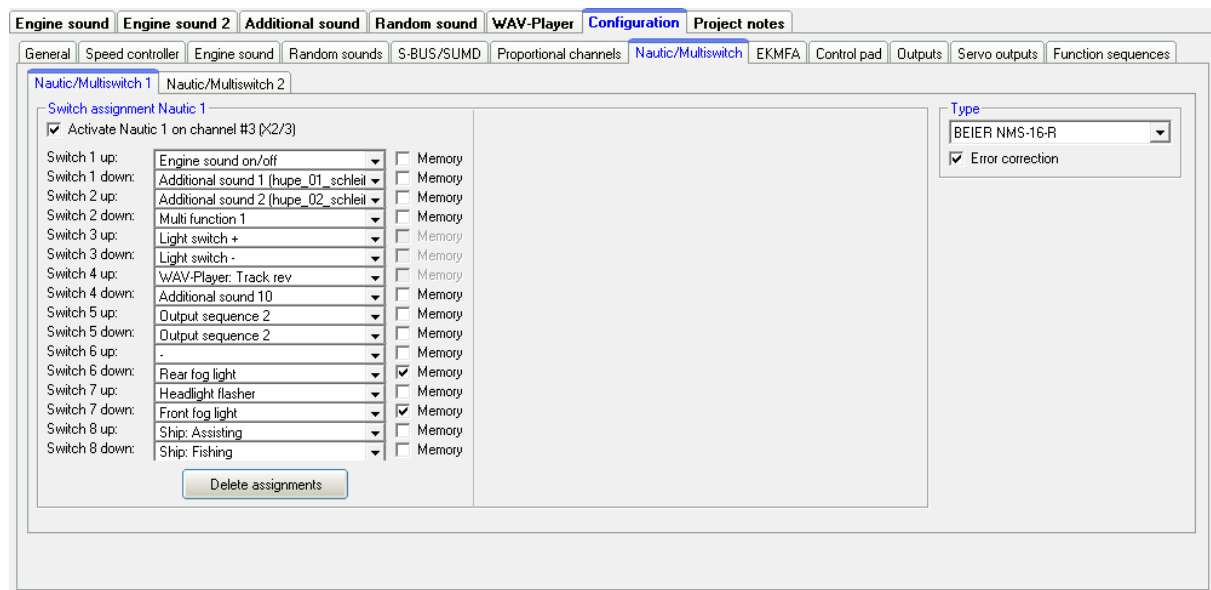 Engine sound Engine sound 2 Additional sound Random sound WAV-Player Configuration Project notes
General Speed controller Engine sound Random sounds S-BUS/SUMD Proportional channels Nautic/Multiswitch EKMFA Control pad Outputs Servo outputs Function sequences
Nautic/Multiswitch 1 Nautic/Multiswitch 2
Switch assignment Nautic 1 Type
Activate Nautic 1 on channel #3 (X2/3) BEIER NMS-16-R
Error correction
Switch 1 up: Engine sound on/off Memory
Switch 1 down: Additional sound 1 (hupe_01_schleif Memory
Switch 2 up: Additional sound 2 (hupe_02_schleif Memory
Switch 2 down: Multi function 1 Memory
Switch 3 up: Light switch + Memory
Switch 3 down: Light switch - Memory
Switch 4 up: WAV-Player: Track rev Memory
Switch 4 down: Additional sound 10 Memory
Switch 5 up: Output sequence 2 Memory
Switch 5 down: Output sequence 2 Memory
Switch 6 up: - Memory
Switch 6 down: Rear fog light Memory
Switch 7 up: Headlight flasher Memory
Switch 7 down: Front fog light Memory
Switch 8 up: Ship: Assisting Memory
Switch 8 down: Ship: Fishing Memory
Delete assignments